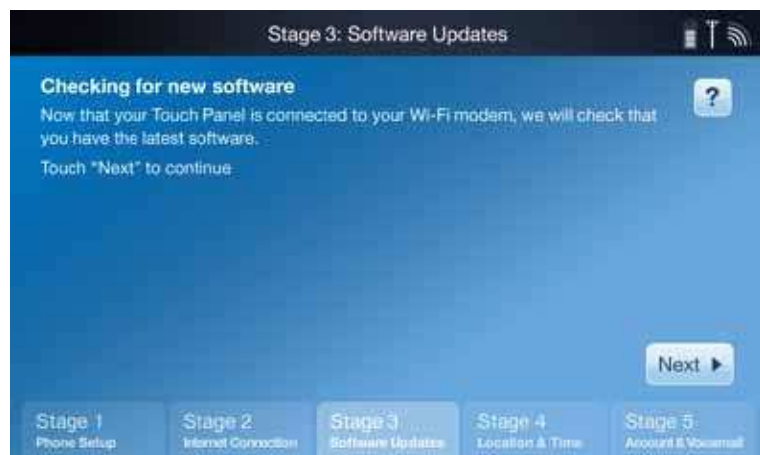 Stage 3: Software Updates
Checking for new software
Now that your Touch Panel is connected to your Wi-Fi modem, we will check that
you have the latest software.
Touch "Next" to continue
?
Next
Stage 1
Stage 2
Stage 3
Stage 4
Stage 5
Phone Setup
Internet Connection
Software Updates
Location & Time
Account & Voicemail